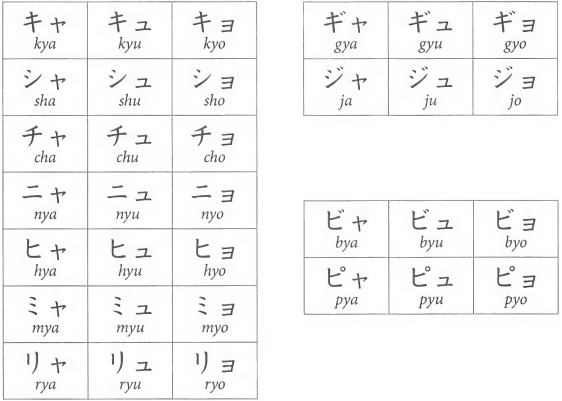 キャ キュ キョ
kya kyu kyo
シャ シュ ショ
sha shu sho
チャ チュ チョ
cha chu cho
ニャ ニュ ニョ
nya nyu nyo
ヒャ ヒュ ヒョ
hya hyu hyo
ミャ ミュ ミョ
mya myu myo
リャ リュ リョ
rya ryu ryo
ギャ ギュ ギョ
gya gyu gyo
ジャ ジュ ジョ
ja ju jo
ビャ ビュ ビョ
bya byu byo
ピャ ピュ ピョ
pya pyu pyo